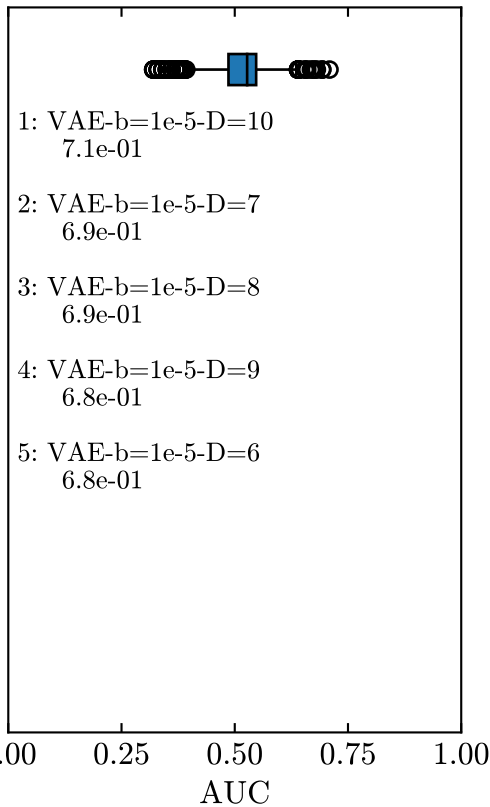 1: VAE-b=1e-5-D=10
7.1e-01
2: VAE-b=1e-5-D=7
6.9e-01
3: VAE-b=1e-5-D=8
6.9e-01
4: VAE-b=1e-5-D=9
6.8e-01
5: VAE-b=1e-5-D=6
6.8e-01
.00 0.25 0.50 0.75 1.00
AUC